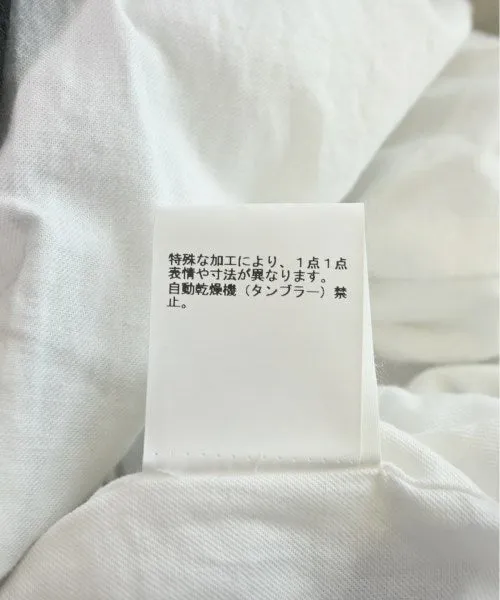 特殊な加工により、１点１点
表情や寸法が異なります。
自動乾燥機（タンブラー）禁
止。